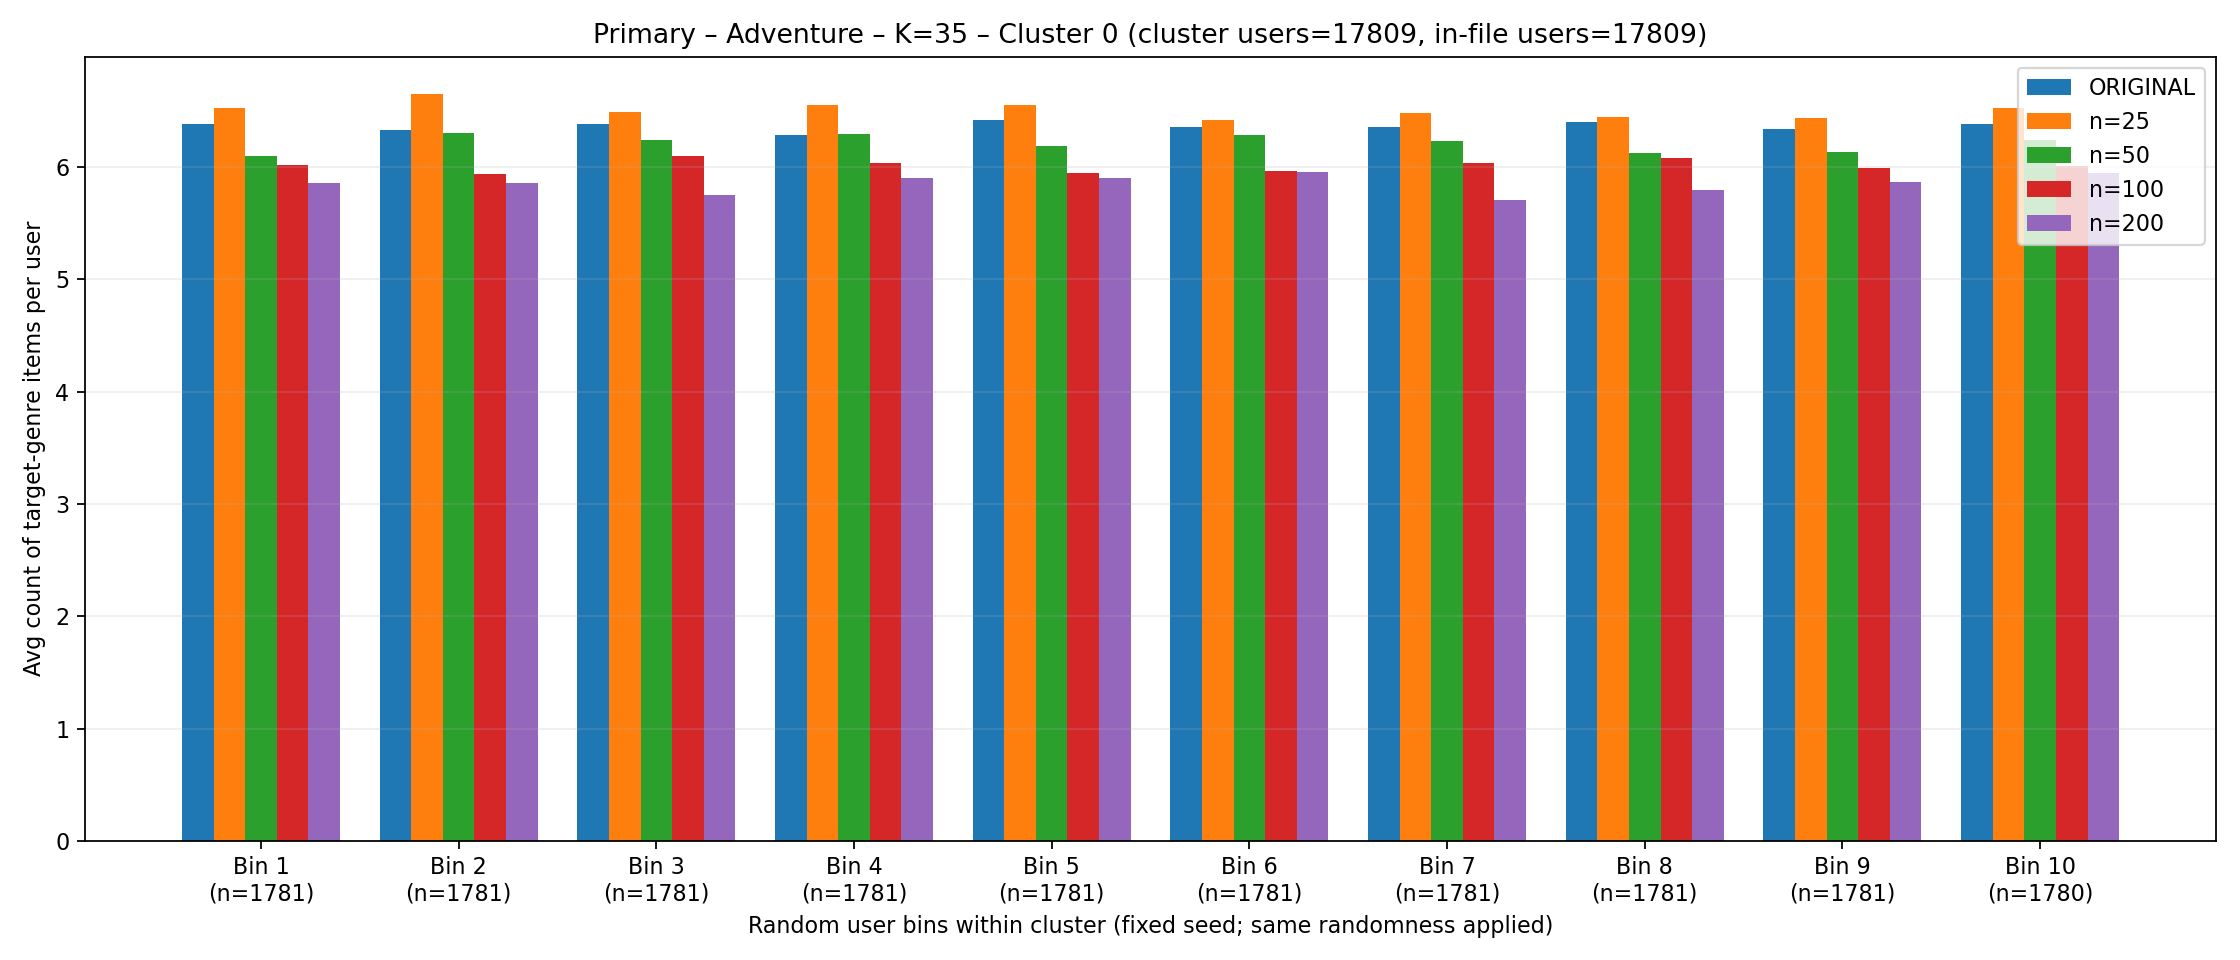 Primary – Adventure – K=35 – Cluster 0 (cluster users=17809, in-file users=17809)
ORIGINAL
n=25
n=50
n=100
n=200
Avg count of target-genre items per user
6
5
4
3
2
1
0
Bin 1
(n=1781)
Bin 2
(n=1781)
Bin 3
(n=1781)
Bin 4
(n=1781)
Bin 5
(n=1781)
Bin 6
(n=1781)
Bin 7
(n=1781)
Bin 8
(n=1781)
Bin 9
(n=1781)
Bin 10
(n=1780)
Random user bins within cluster (fixed seed; same randomness applied)